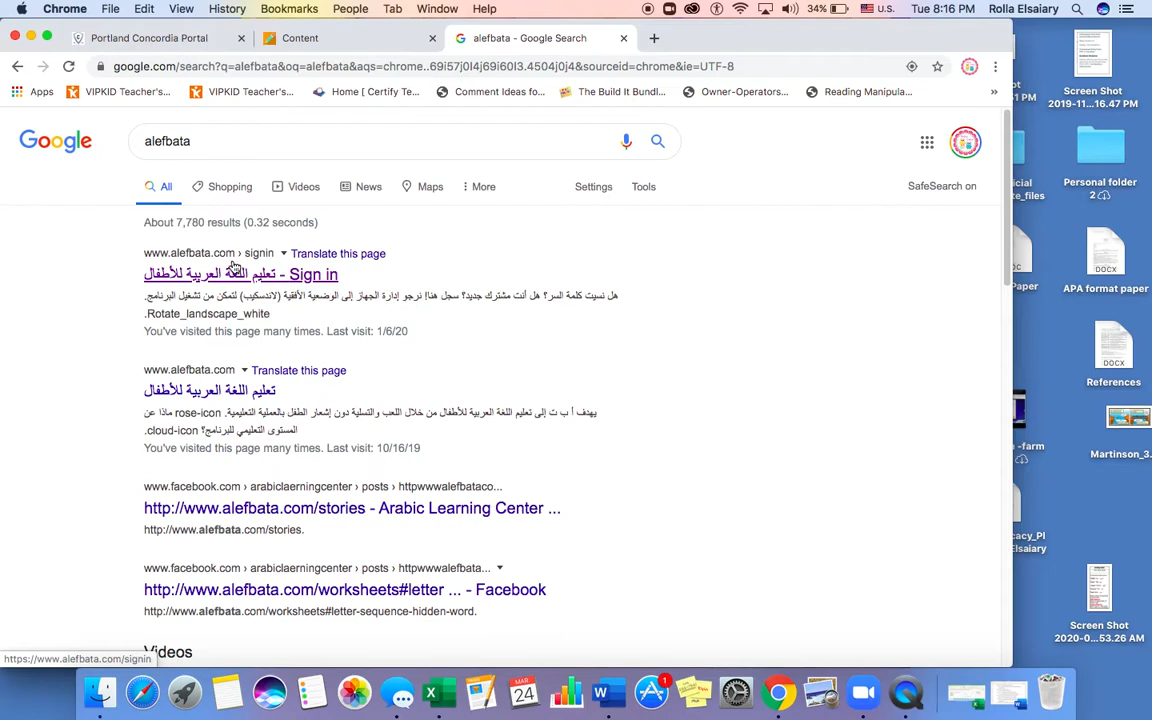 Chrome File Edit View History Bookmarks People Tab Window Help 34% U.S. Tue 8:16 PM Rolla Elsaiary
Portland Concordia Portal Content alefbata - Google Search
google.com/search?q=alefbata&oq=alefbata&aqs=chrome..69i57j0l4j69i60l3.4504j0j4&sourceid=chrome&ie=UTF-8
Apps VIPKID Teacher's... VIPKID Teacher's... Home [ Certify Te... Comment Ideas fo... The Build It Bundl... Owner-Operators... Reading Manipula... »
Google alefbata
All Shopping Videos News Maps More Settings Tools SafeSearch on
About 7,780 results (0.32 seconds)
www.alefbata.com › signin Translate this page
تعليم اللغة العربية للأطفال - Sign in
هل نسيت كلمة السر؟ هل أنت مشترك جديد؟ سجل هنا! نرجو إدارة الجهاز إلى الوضعية الأفقية (لاندسكيب) لتمكن من تشغيل البرنامج.
Rotate_landscape_white.
You've visited this page many times. Last visit: 1/6/20
www.alefbata.com Translate this page
تعليم اللغة العربية للأطفال
يهدف أ ب ت إلى تعليم اللغة العربية للأطفال من خلال اللعب والتسلية دون إشعار الطفل بالعملية التعليمية. rose-icon ماذا عن
المستوى التعليمي للبرنامج؟ cloud-icon.
You've visited this page many times. Last visit: 10/16/19
www.facebook.com › arabiclaerningcenter › posts › httpwwwalefbataco...
http://www.alefbata.com/stories - Arabic Learning Center ...
http://www.alefbata.com/stories.
www.facebook.com › arabiclaerningcenter › posts › httpwwwalefbata...
http://www.alefbata.com/worksheets#letter ... - Facebook
http://www.alefbata.com/worksheets#letter-sequence-hidden-word.
Videos
https://www.alefbata.com/signin
Screen Shot
2019-11...16.47 PM
51 PM
Personal folder
2
icial
te_files
DOCX
APA format paper
Paper
DOCX
References
-farm
Martinson_3.
acy_Pl
Elsaiary
Screen Shot
2020-0...53.26 AM
MAR
24
1